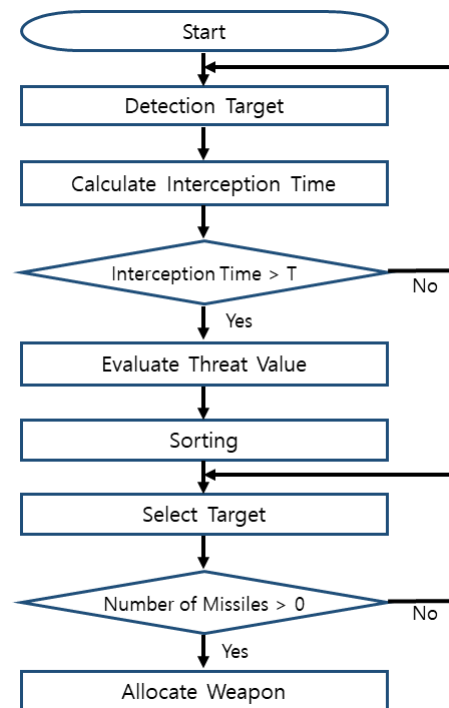 Start
Detection Target
Calculate Interception Time
Interception Time > T
No
Yes
Evaluate Threat Value
Sorting
Select Target
Number of Missiles > 0
No
Yes
Allocate Weapon